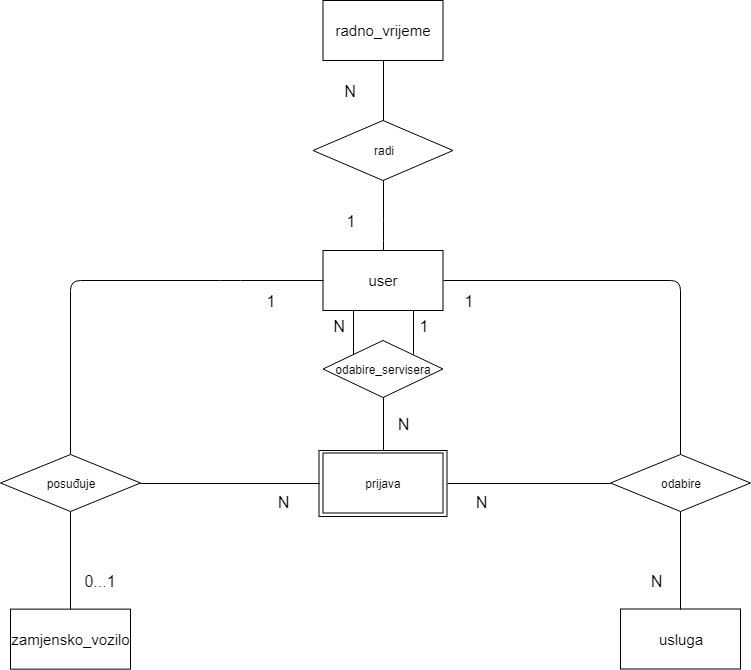 radno_vrijeme
N
radi
1
user
1
1
N
1
odabire_servisera
N
posuđuje
prijava
odabire
N
N
0...1
N
zamjensko_vozilo
usluga